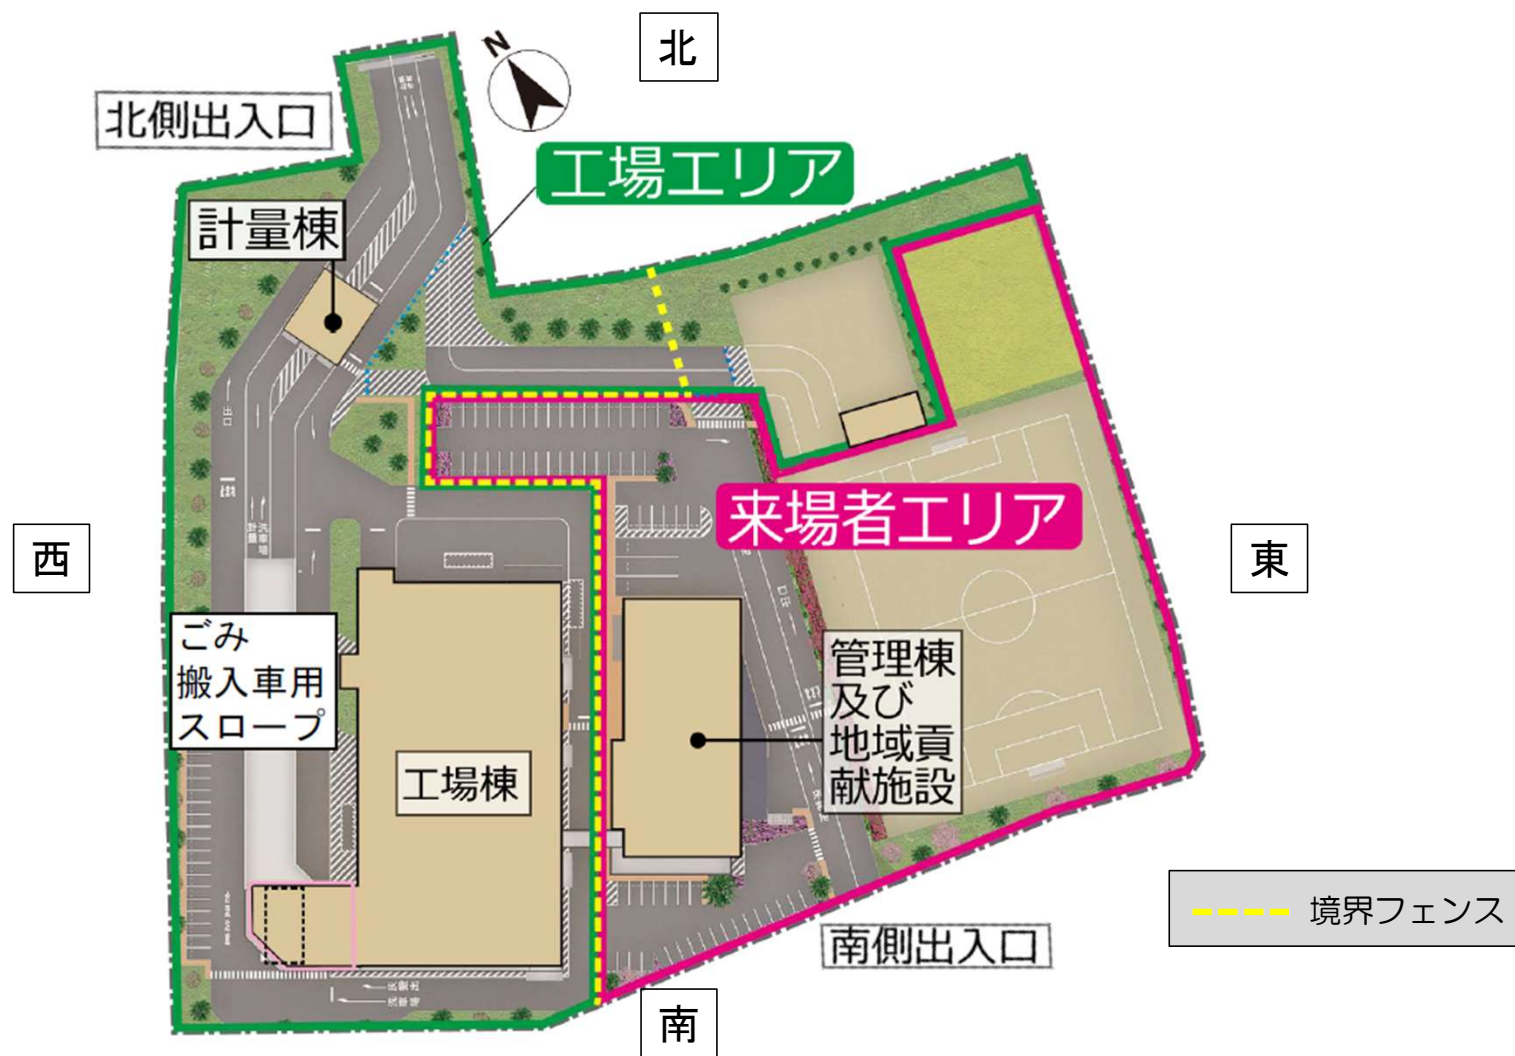 北
N
北側出入口
工場エリア
計量棟
出口
来場者エリア
西
東
ごみ
搬入車用
スロープ
管理棟
及び
地域貢
献施設
工場棟
境界フェンス
南側出入口
南